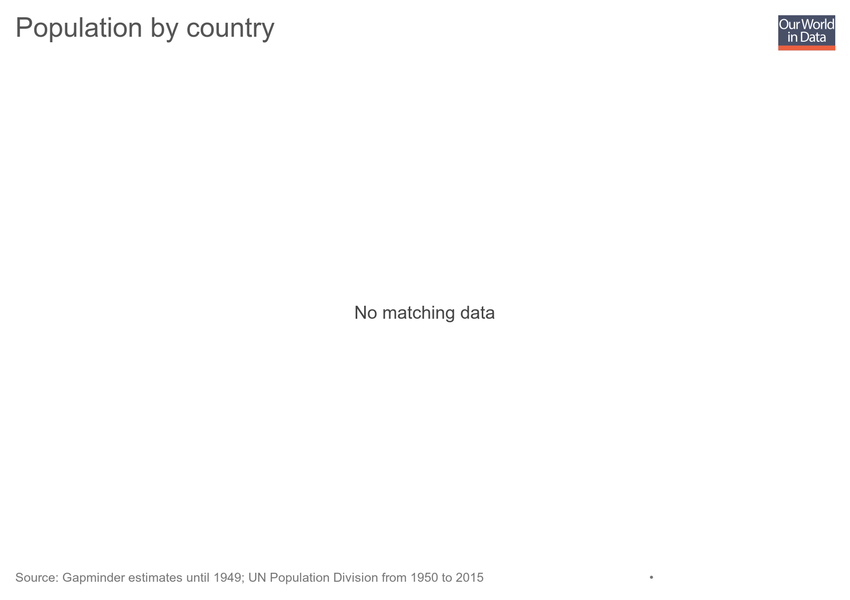 Population by country
Our World
in Data
No matching data
Source: Gapminder estimates until 1949; UN Population Division from 1950 to 2015
•